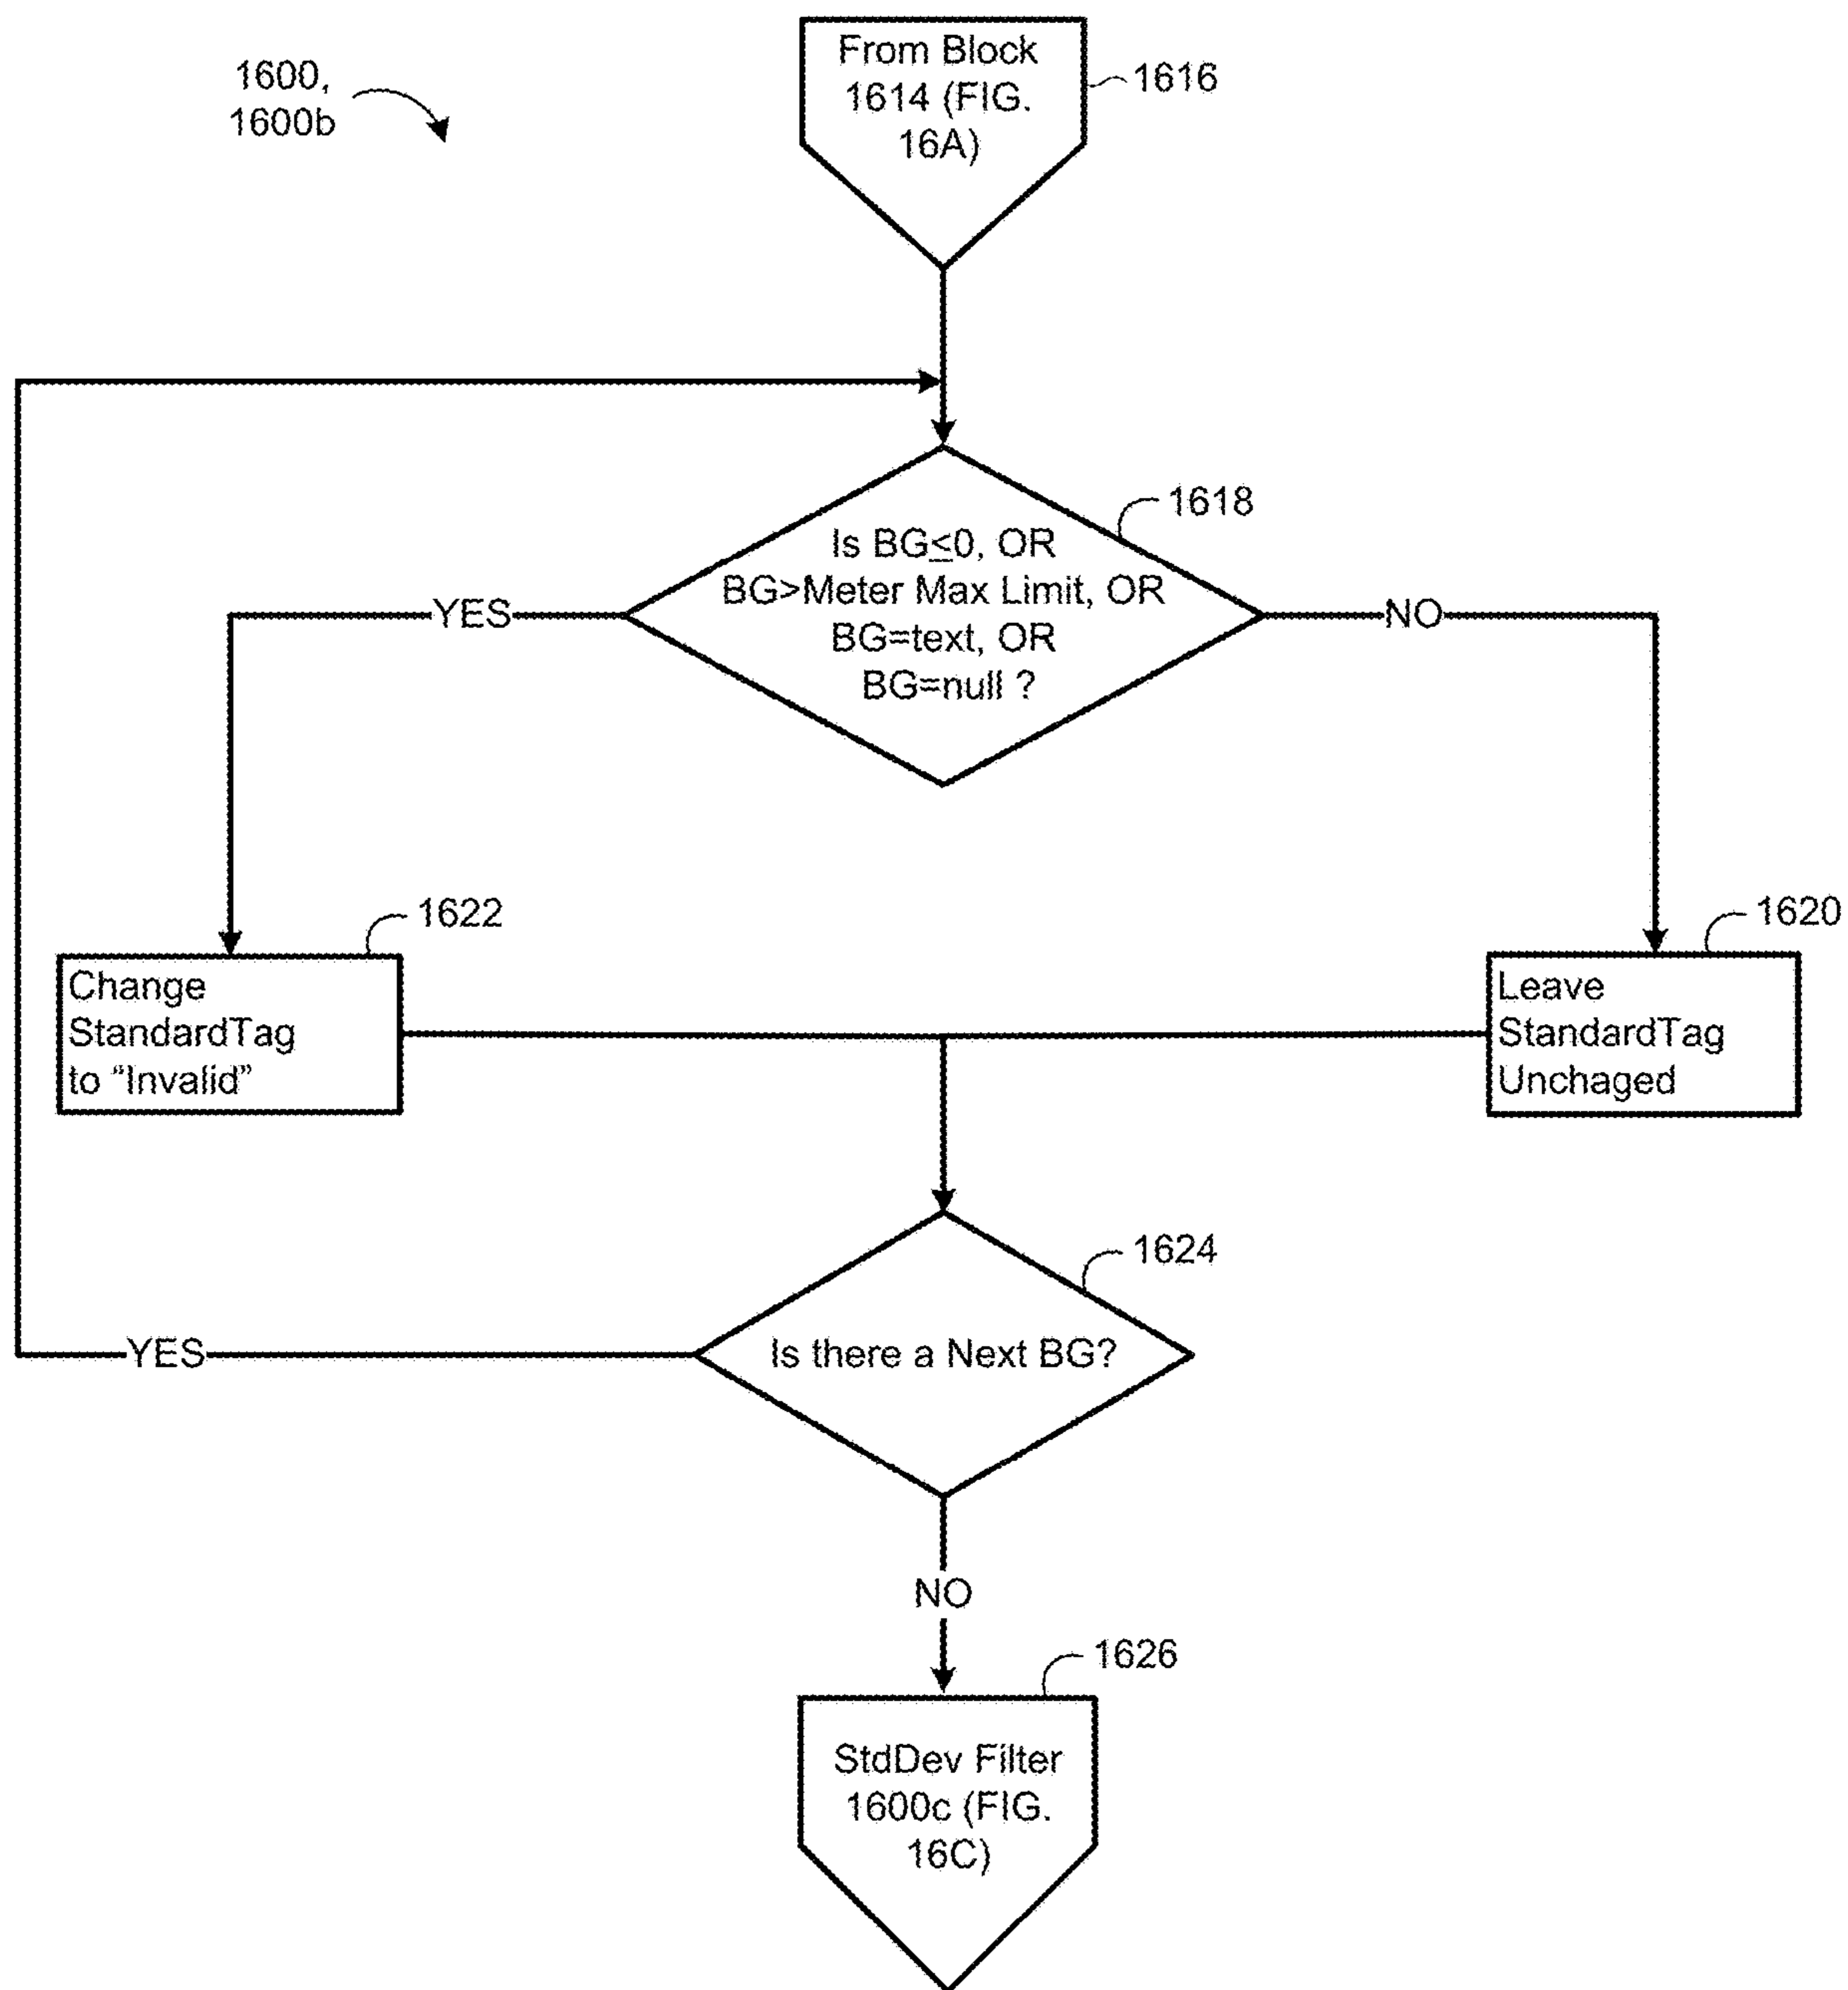 1600,
1600b
From Block
1614 (FIG.
16A)
1616
1618
Is BG≤0, OR
BG>Meter Max Limit, OR
BG=text, OR
BG=null ?
YES
NO
1622
Change
StandardTag
to “Invalid”
1620
Leave
StandardTag
Unchaged
1624
Is there a Next BG?
YES
NO
1626
StdDev Filter
1600c (FIG.
16C)